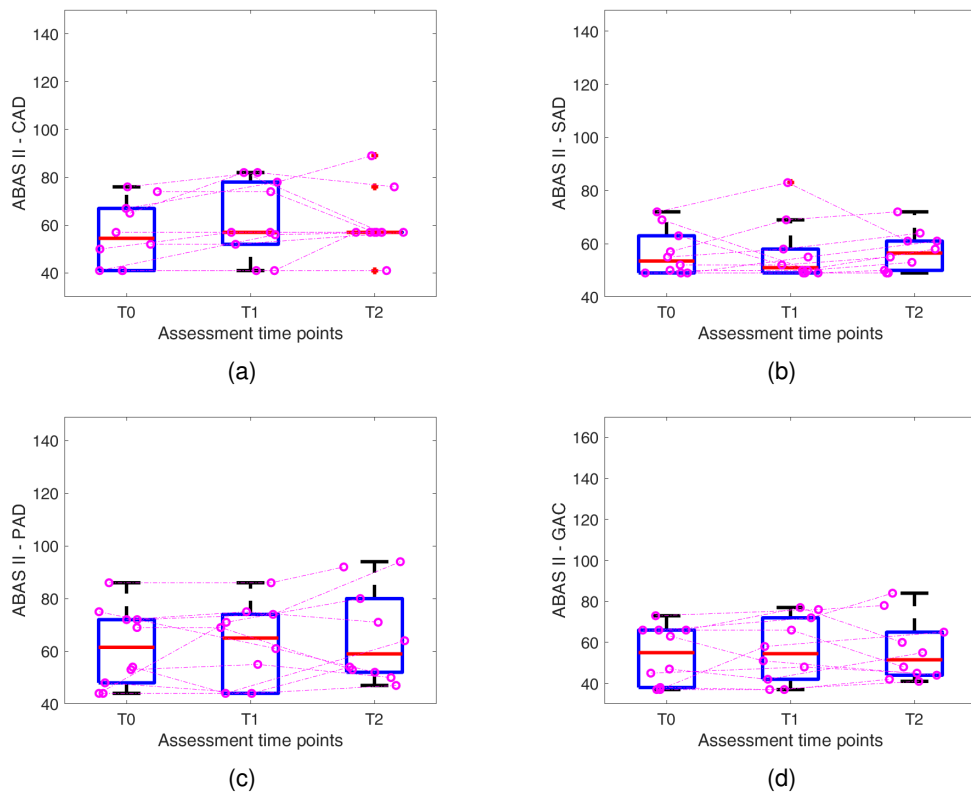 140
120
100
80
60
40
ABAS II - CAD
T0
T1
T2
Assessment time points
(a)
140
120
100
80
60
40
ABAS II - SAD
T0
T1
T2
Assessment time points
(b)
140
120
100
80
60
40
ABAS II - PAD
T0
T1
T2
Assessment time points
(c)
160
140
120
100
80
60
40
ABAS II - GAC
T0
T1
T2
Assessment time points
(d)